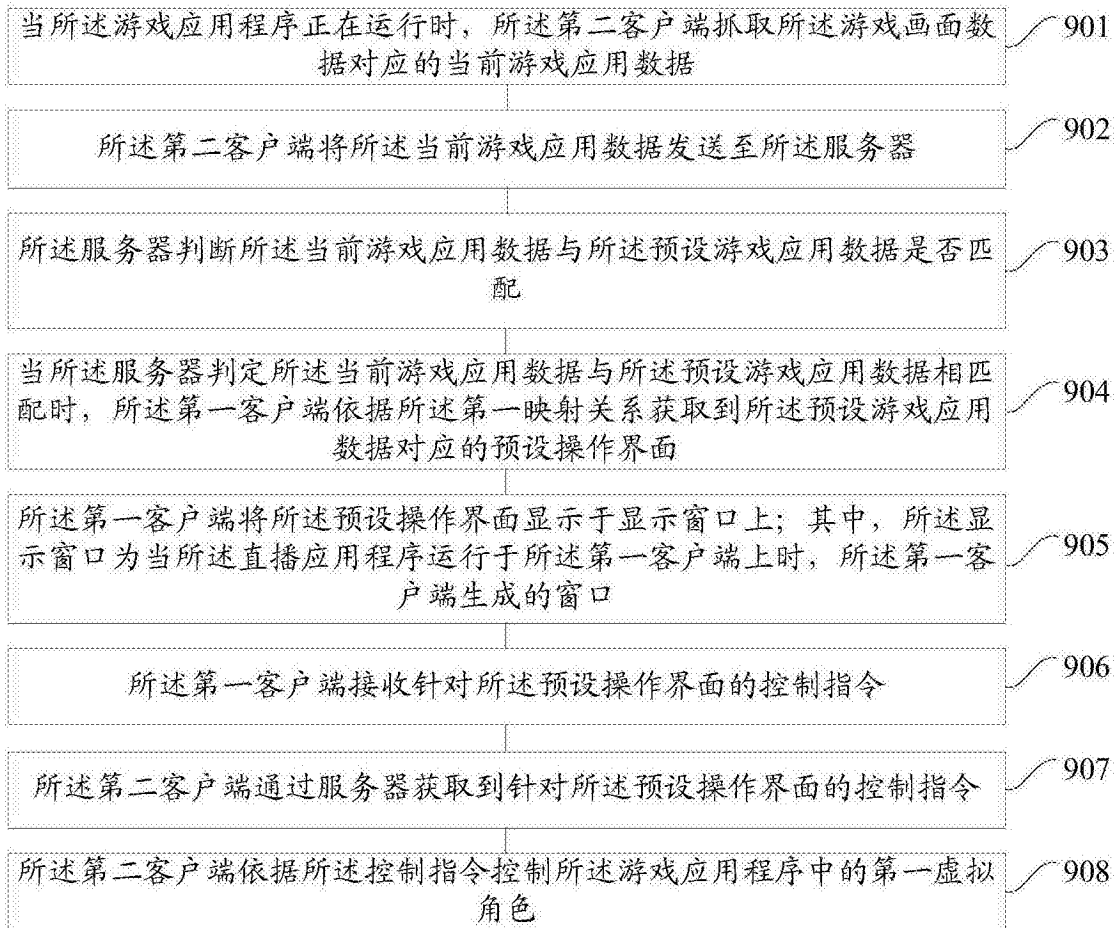 当所述游戏应用程序正在运行时，所述第二客户端抓取所述游戏画面数
据对应的当前游戏应用数据
901
所述第二客户端将所述当前游戏应用数据发送至所述服务器
902
所述服务器判断所述当前游戏应用数据与所述预设游戏应用数据是否匹
配
903
当所述服务器判定所述当前游戏应用数据与所述预设游戏应用数据相匹
配时，所述第一客户端依据所述第一映射关系获取到所述预设游戏应用
数据对应的预设操作界面
904
所述第一客户端将所述预设操作界面显示于显示窗口上；其中，所述显
示窗口为当所述直播应用程序运行于所述第一客户端上时，所述第一客
户端生成的窗口
905
所述第一客户端接收针对所述预设操作界面的控制指令
906
所述第二客户端通过服务器获取到针对所述预设操作界面的控制指令
907
所述第二客户端依据所述控制指令控制所述游戏应用程序中的第一虚拟
角色
908